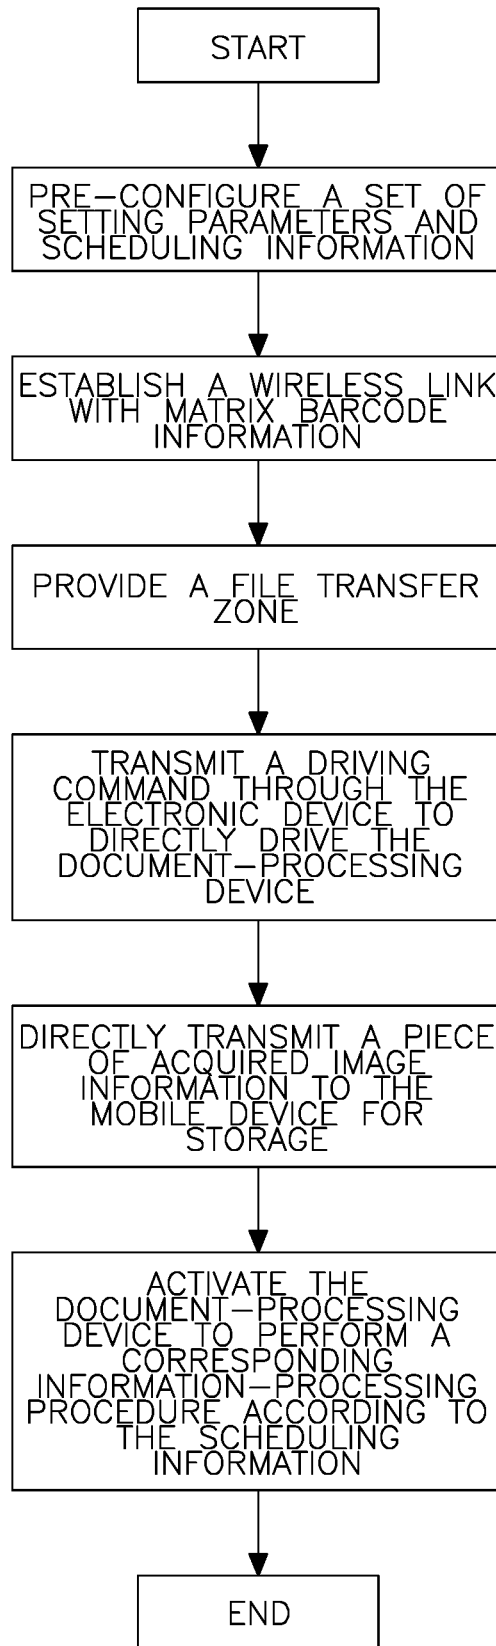 START
PRE-CONFIGURE A SET OF
SETTING PARAMETERS AND
SCHEDULING INFORMATION
ESTABLISH A WIRELESS LINK
WITH MATRIX BARCODE
INFORMATION
PROVIDE A FILE TRANSFER
ZONE
TRANSMIT A DRIVING
COMMAND THROUGH THE
ELECTRONIC DEVICE TO
DIRECTLY DRIVE THE
DOCUMENT-PROCESSING
DEVICE
DIRECTLY TRANSMIT A PIECE
OF ACQUIRED IMAGE
INFORMATION TO THE
MOBILE DEVICE FOR
STORAGE
ACTIVATE THE
DOCUMENT-PROCESSING
DEVICE TO PERFORM A
CORRESPONDING
INFORMATION-PROCESSING
PROCEDURE ACCORDING TO
THE SCHEDULING
INFORMATION
END